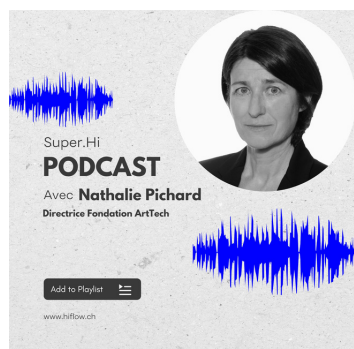 Super.Hi
PODCAST
Avec Nathalie Pichard
Directrice Fondation ArtTech
Add to Playlist
www.hiflow.ch